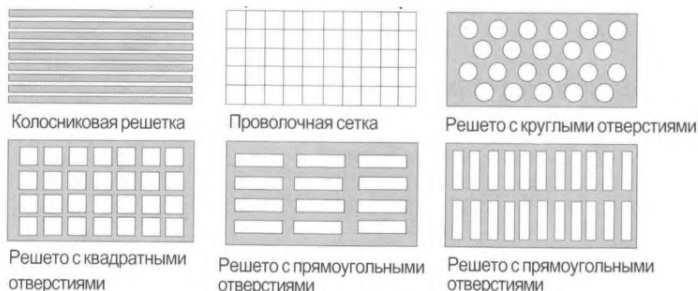 Колосниковая решетка
Проволочная сетка
Решето с круглыми отверстиями
Решето с квадратными
отверстиями
Решето с прямоугольными
отверстиями
Решето с прямоугольными
отверстиями